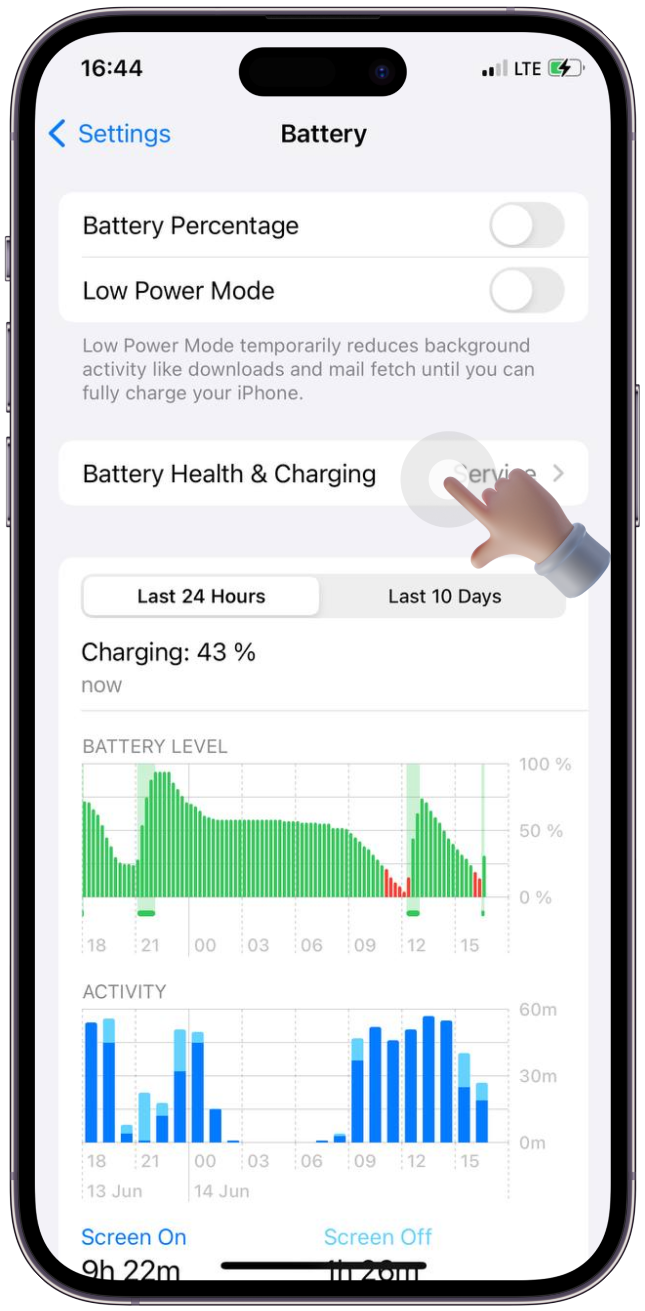 16:44
LTE
Settings
Battery
Battery Percentage
Low Power Mode
Low Power Mode temporarily reduces background
activity like downloads and mail fetch until you can
fully charge your iPhone.
Battery Health & Charging
Service
Last 24 Hours
Last 10 Days
Charging: 43 %
now
BATTERY LEVEL
100 %
50 %
0 %
18 21 00 03 06 09 12 15
ACTIVITY
60m
30m
0m
18 21 00 03 06 09 12 15
13 Jun 14 Jun
Screen On
Screen Off
9h 22m
1h 26m